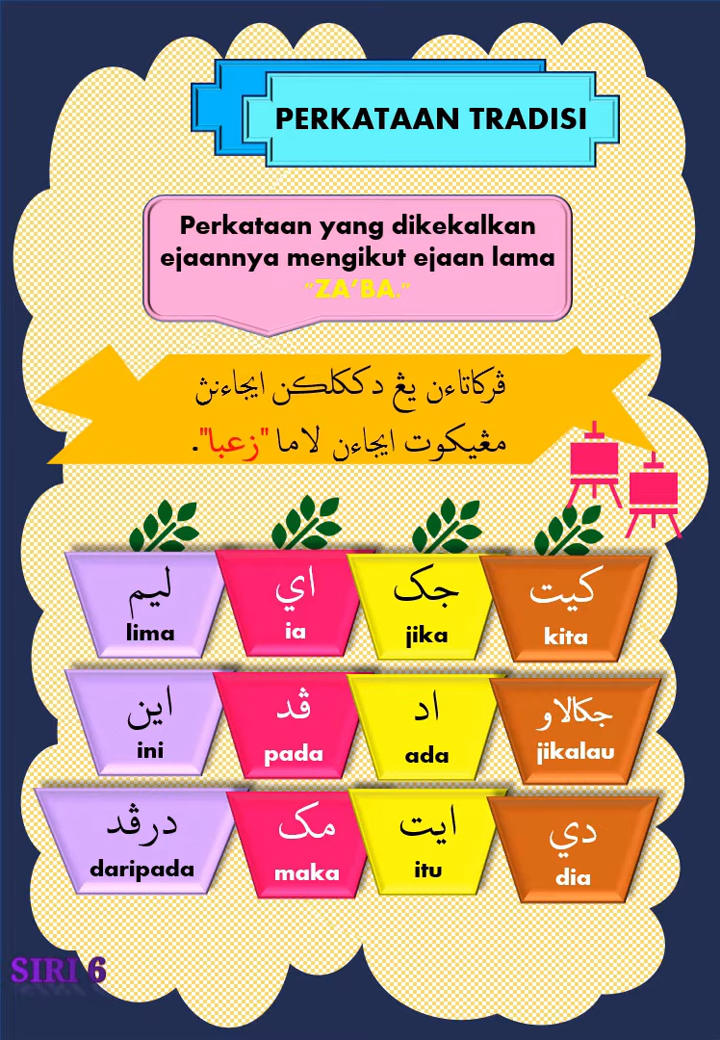 PERKATAAN TRADISI
Perkataan yang dikekalkan
ejaannya mengikut ejaan lama
“ZA‘BA.”
ڤركاتاءن يڠ دككلكن ايجاءنڽ
مڠيكوت ايجاءن لاما "زعبا".
ليم
lima
اي
ia
جک
jika
كيت
kita
اين
ini
ڤد
pada
اد
ada
جكالاو
jikalau
درڤد
daripada
مک
maka
ايت
itu
دي
dia
SIRI 6